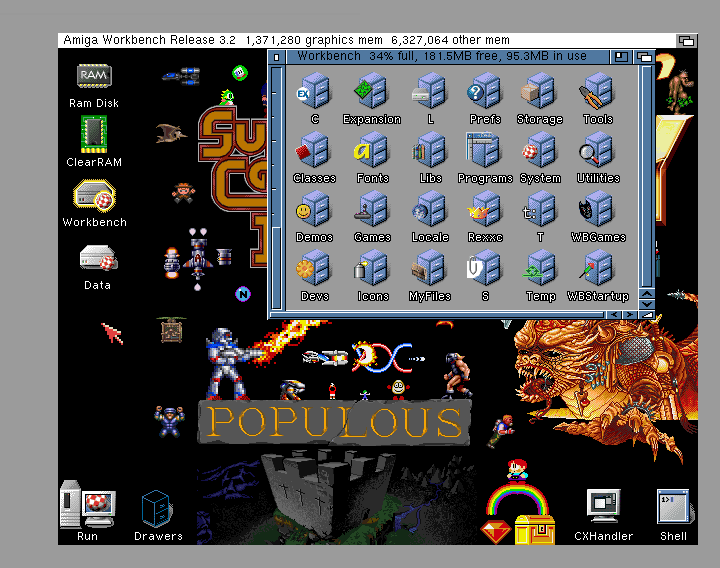 Amiga Workbench Release 3.2  1,371,280 graphics mem  6,327,064 other mem
Workbench  34% full, 181.5MB free, 95.3MB in use
RAM
Ram Disk
ClearRAM
Workbench
Data
C Expansion L Prefs Storage Tools
Classes Fonts Libs Programs System Utilities
Demos Games Locale Rexxc T WBGames
Devs Icons MyFiles S Temp WBStartup
N
POPULOUS
Run
Drawers
CXHandler
Shell